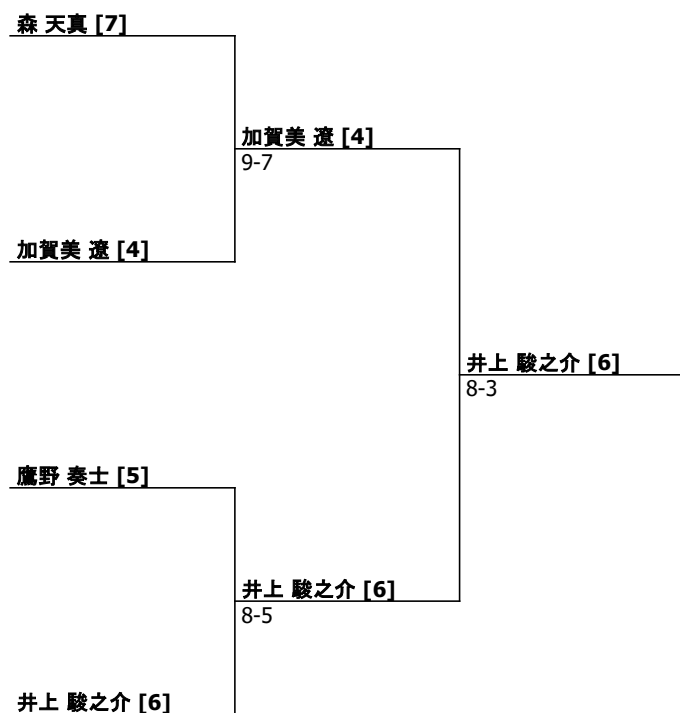 森 天真 [7]
加賀美 遼 [4]
9-7
加賀美 遼 [4]
井上 駿之介 [6]
8-3
鷹野 奏士 [5]
井上 駿之介 [6]
8-5
井上 駿之介 [6]